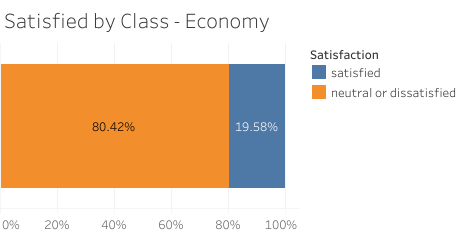 Satisfied by Class - Economy
Satisfaction
satisfied
neutral or dissatisfied
80.42%
19.58%
0%
20%
40%
60%
80%
100%